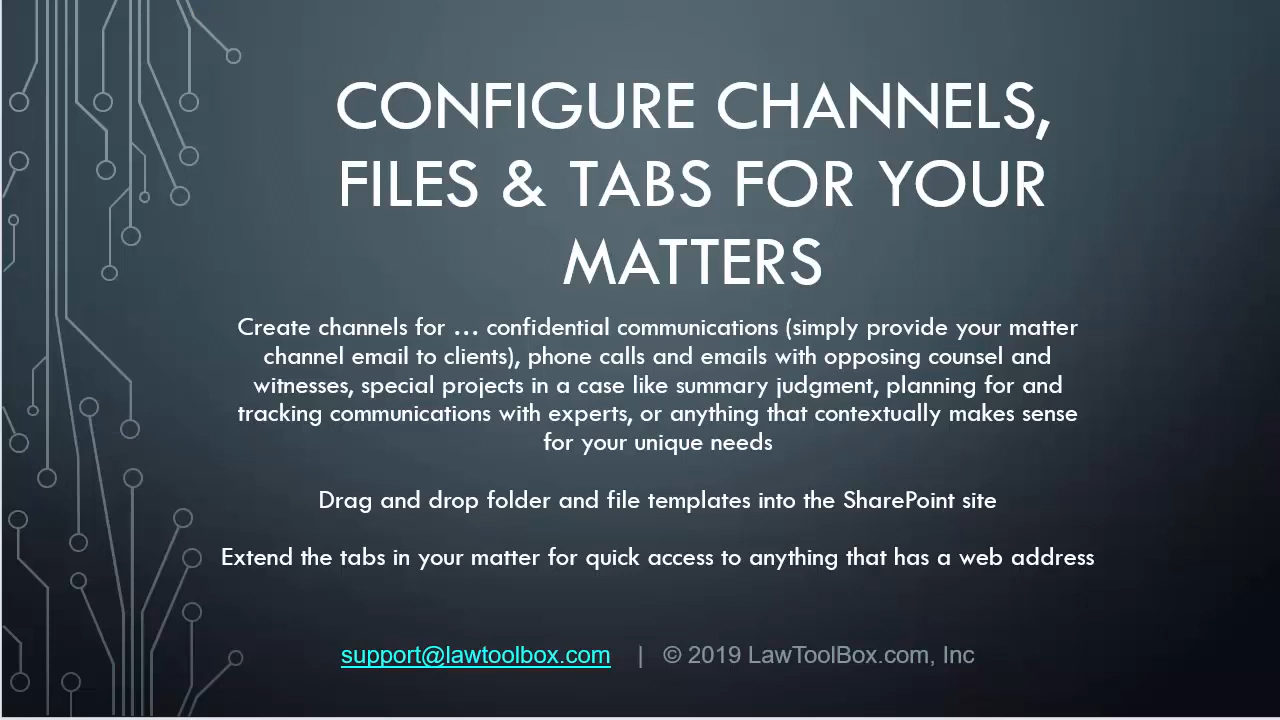 CONFIGURE CHANNELS,
FILES & TABS FOR YOUR
MATTERS
Create channels for ... confidential communications (simply provide your matter
channel email to clients), phone calls and emails with opposing counsel and
witnesses, special projects in a case like summary judgment, planning for and
tracking communications with experts, or anything that contextually makes sense
for your unique needs
Drag and drop folder and file templates into the SharePoint site
Extend the tabs in your matter for quick access to anything that has a web address
support@lawtoolbox.com | © 2019 LawToolBox.com, Inc